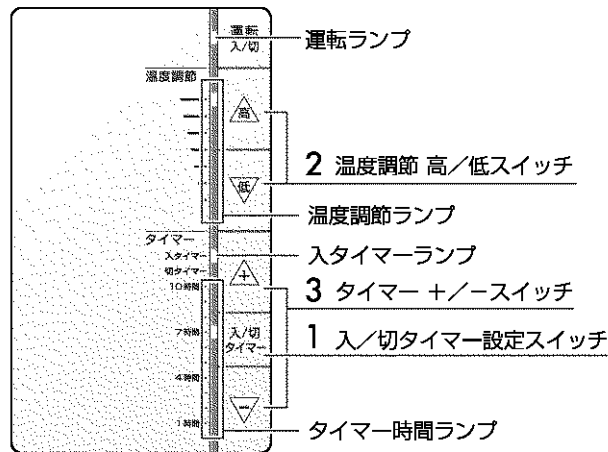 運転
入/切
運転ランプ
温度調節
高
2 温度調節 高/低スイッチ
低
温度調節ランプ
タイマー
入タイマー
入タイマーランプ
切タイマー
+
10時間
3 タイマー +/-スイッチ
7時間
入/切
タイマー
1 入/切タイマー設定スイッチ
4時間
-
1時間
タイマー時間ランプ